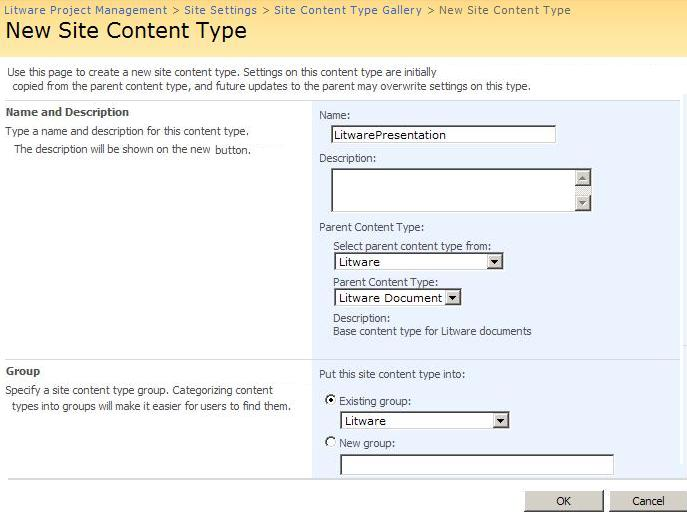 Litware Project Management > Site Settings > Site Content Type Gallery > New Site Content Type
New Site Content Type
Use this page to create a new site content type. Settings on this content type are initially
copied from the parent content type, and future updates to the parent may overwrite settings on this type.
Name and Description
Type a name and description for this content type.
The description will be shown on the new button.
Name:
LitwarePresentation
Description:
Parent Content Type:
Select parent content type from:
Litware
Parent Content Type:
Litware Document
Description:
Base content type for Litware documents
Group
Specify a site content type group. Categorizing content
types into groups will make it easier for users to find them.
Put this site content type into:
Existing group:
Litware
New group:
OK
Cancel